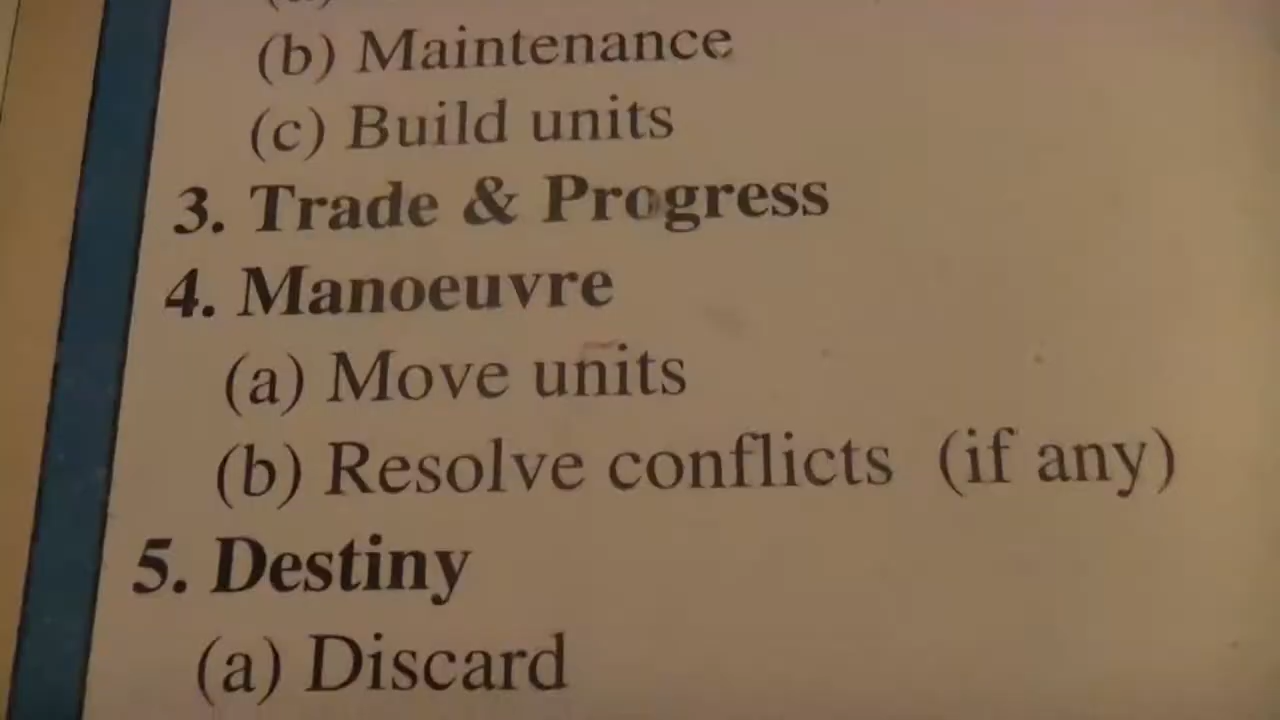 (b) Maintenance
(c) Build units
3. Trade & Progress
4. Manoeuvre
(a) Move units
(b) Resolve conflicts (if any)
5. Destiny
(a) Discard